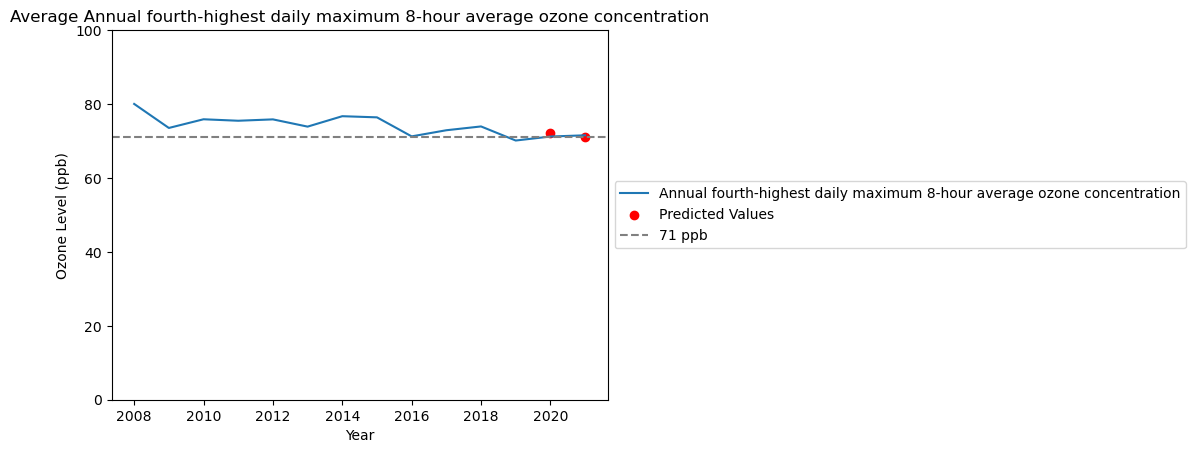 Average Annual fourth-highest daily maximum 8-hour average ozone concentration
100
80
60
40
20
0
Ozone Level (ppb)
2008 2010 2012 2014 2016 2018 2020
Year
Annual fourth-highest daily maximum 8-hour average ozone concentration
Predicted Values
71 ppb